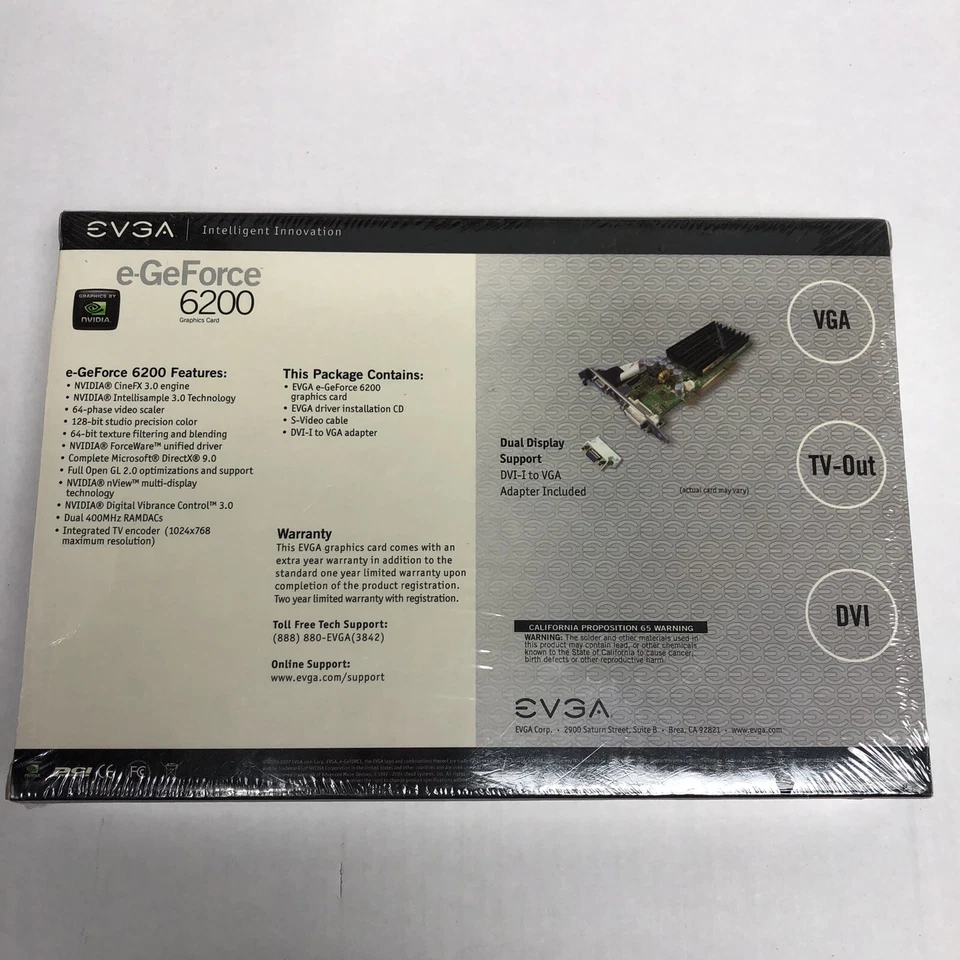 EVGA Intelligent Innovation
e-GeForce™
6200
Graphics Card
GRAPHICS BY
NVIDIA.
e-GeForce 6200 Features:
• NVIDIA® CineFX 3.0 engine
• NVIDIA® Intellisample 3.0 Technology
• 64-phase video scaler
• 128-bit studio precision color
• 64-bit texture filtering and blending
• NVIDIA® ForceWare™ unified driver
• Complete Microsoft® DirectX® 9.0
• Full Open GL 2.0 optimizations and support
• NVIDIA® nView™ multi-display
technology
• NVIDIA® Digital Vibrance Control™ 3.0
• Dual 400MHz RAMDACs
• Integrated TV encoder (1024x768
maximum resolution)
This Package Contains:
• EVGA e-GeForce 6200
graphics card
• EVGA driver installation CD
• S-Video cable
• DVI-I to VGA adapter
Warranty
This EVGA graphics card comes with an
extra year warranty in addition to the
standard one year limited warranty upon
completion of the product registration.
Two year limited warranty with registration.
Toll Free Tech Support:
(888) 880-EVGA(3842)
Online Support:
www.evga.com/support
Dual Display
Support
DVI-I to VGA
Adapter Included
(actual card may vary)
VGA
TV-Out
DVI
CALIFORNIA PROPOSITION 65 WARNING
WARNING: The solder and other materials used in
this product may contain lead, or other chemicals
known to the State of California to cause cancer,
birth defects or other reproductive harm.
EVGA
EVGA Corp. • 2900 Saturn Street, Suite B • Brea, CA 92821 • www.evga.com
CE FC